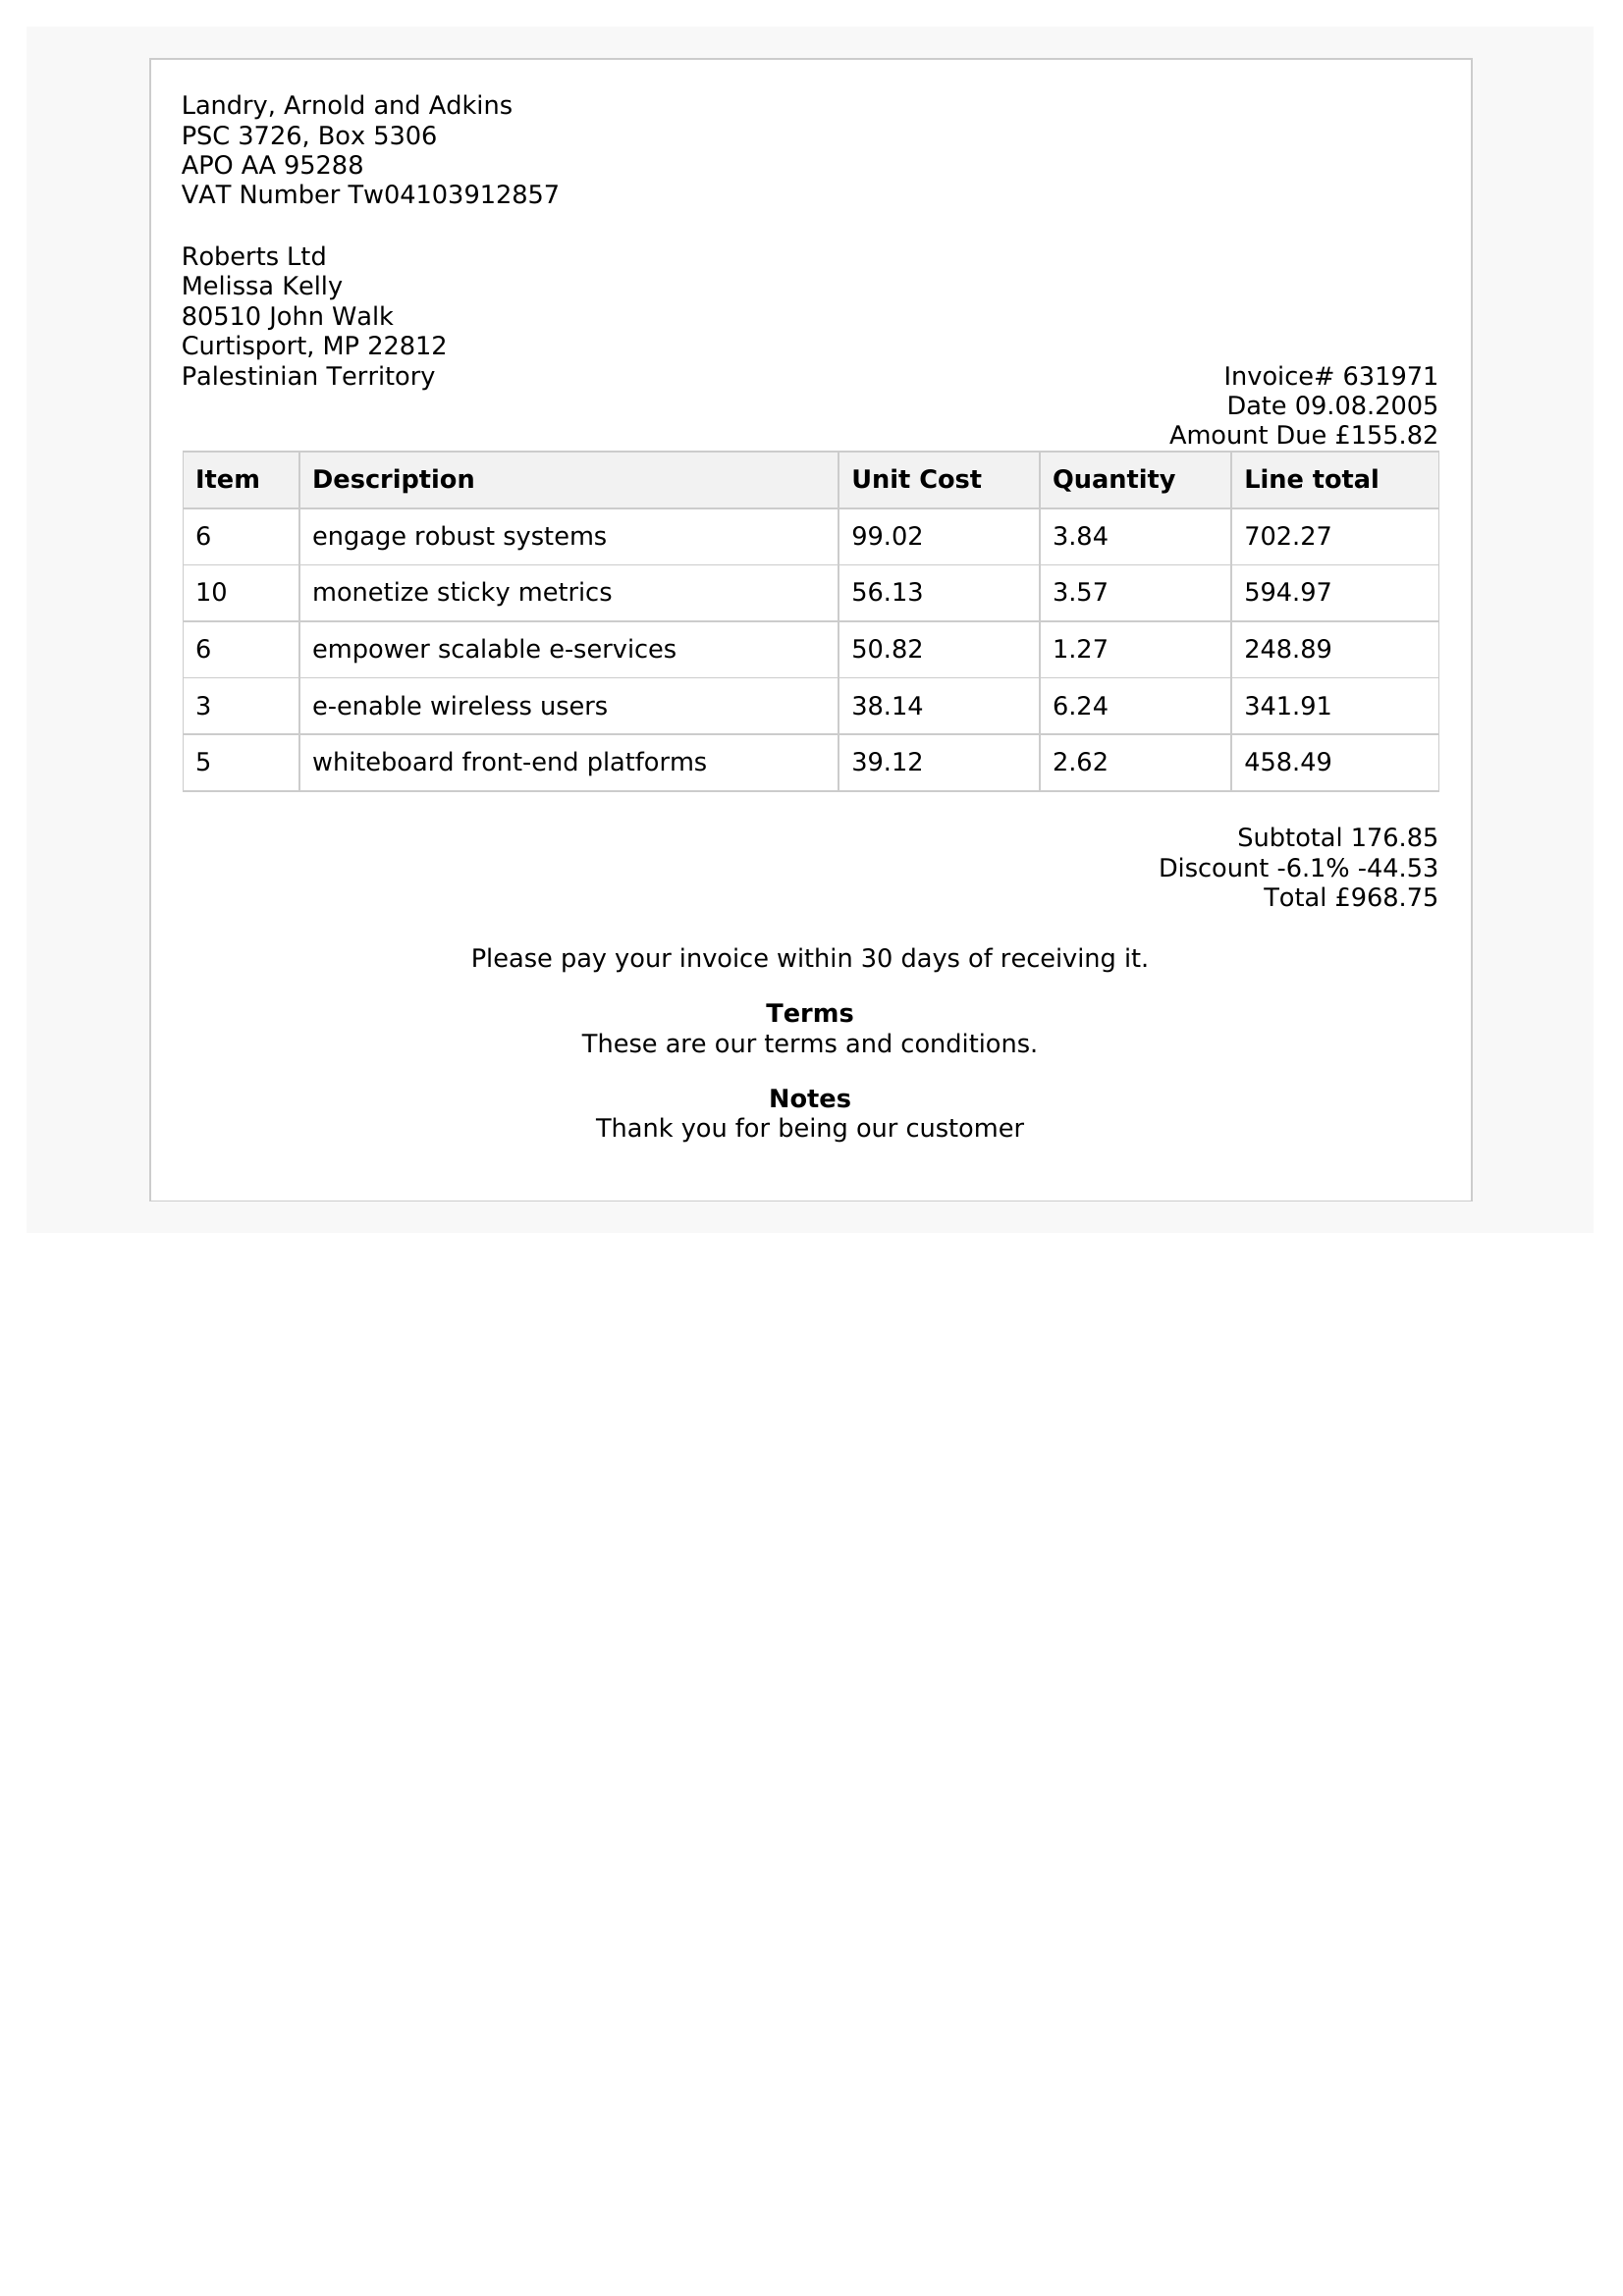 Landry, Arnold and Adkins
PSC 3726, Box 5306
APO AA 95288
VAT Number Tw04103912857
Roberts Ltd
Melissa Kelly
80510 John Walk
Curtisport, MP 22812
Palestinian Territory
Invoice# 631971
Date 09.08.2005
Amount Due £155.82
Item Description Unit Cost Quantity Line total
6 engage robust systems 99.02 3.84 702.27
10 monetize sticky metrics 56.13 3.57 594.97
6 empower scalable e-services 50.82 1.27 248.89
3 e-enable wireless users 38.14 6.24 341.91
5 whiteboard front-end platforms 39.12 2.62 458.49
Subtotal 176.85
Discount -6.1% -44.53
Total £968.75
Please pay your invoice within 30 days of receiving it.
Terms
These are our terms and conditions.
Notes
Thank you for being our customer